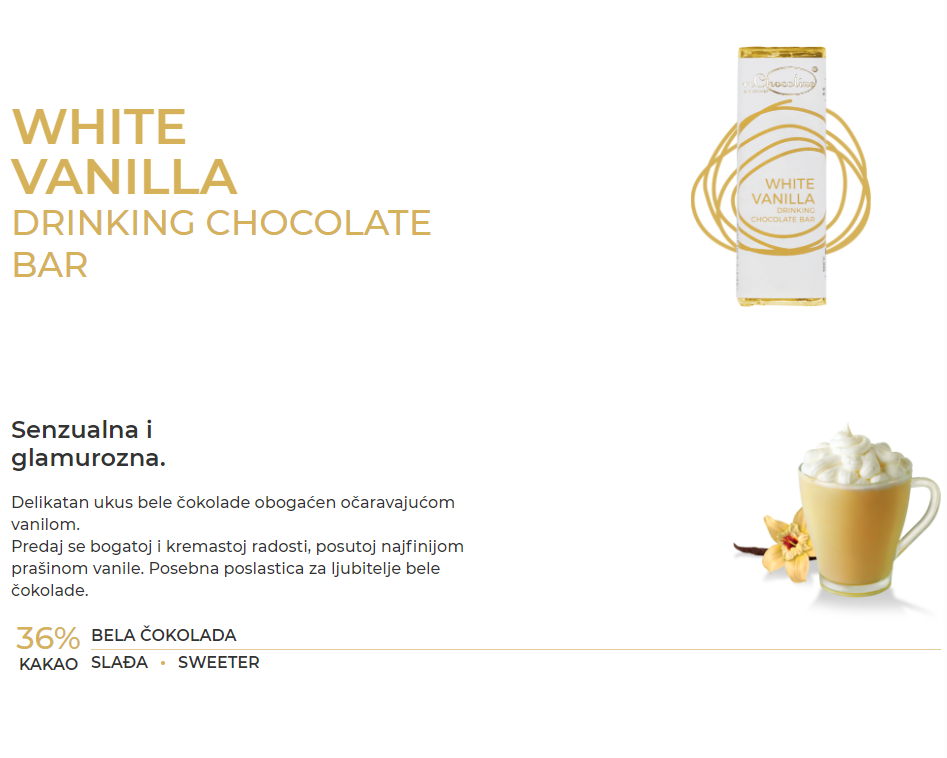 WHITE
VANILLA
DRINKING CHOCOLATE
BAR
Chocolino
WHITE
VANILLA
DRINKING
CHOCOLATE BAR
Senzualna i
glamurozna.
Delikatan ukus bele čokolade obogaćen očaravajućom
vanilom.
Predaj se bogatoj i kremastoj radosti, posutoj najfinijom
prašinom vanile. Posebna poslastica za ljubitelje bele
čokolade.
36% BELA ČOKOLADA
KAKAO SLAĐA • SWEETER